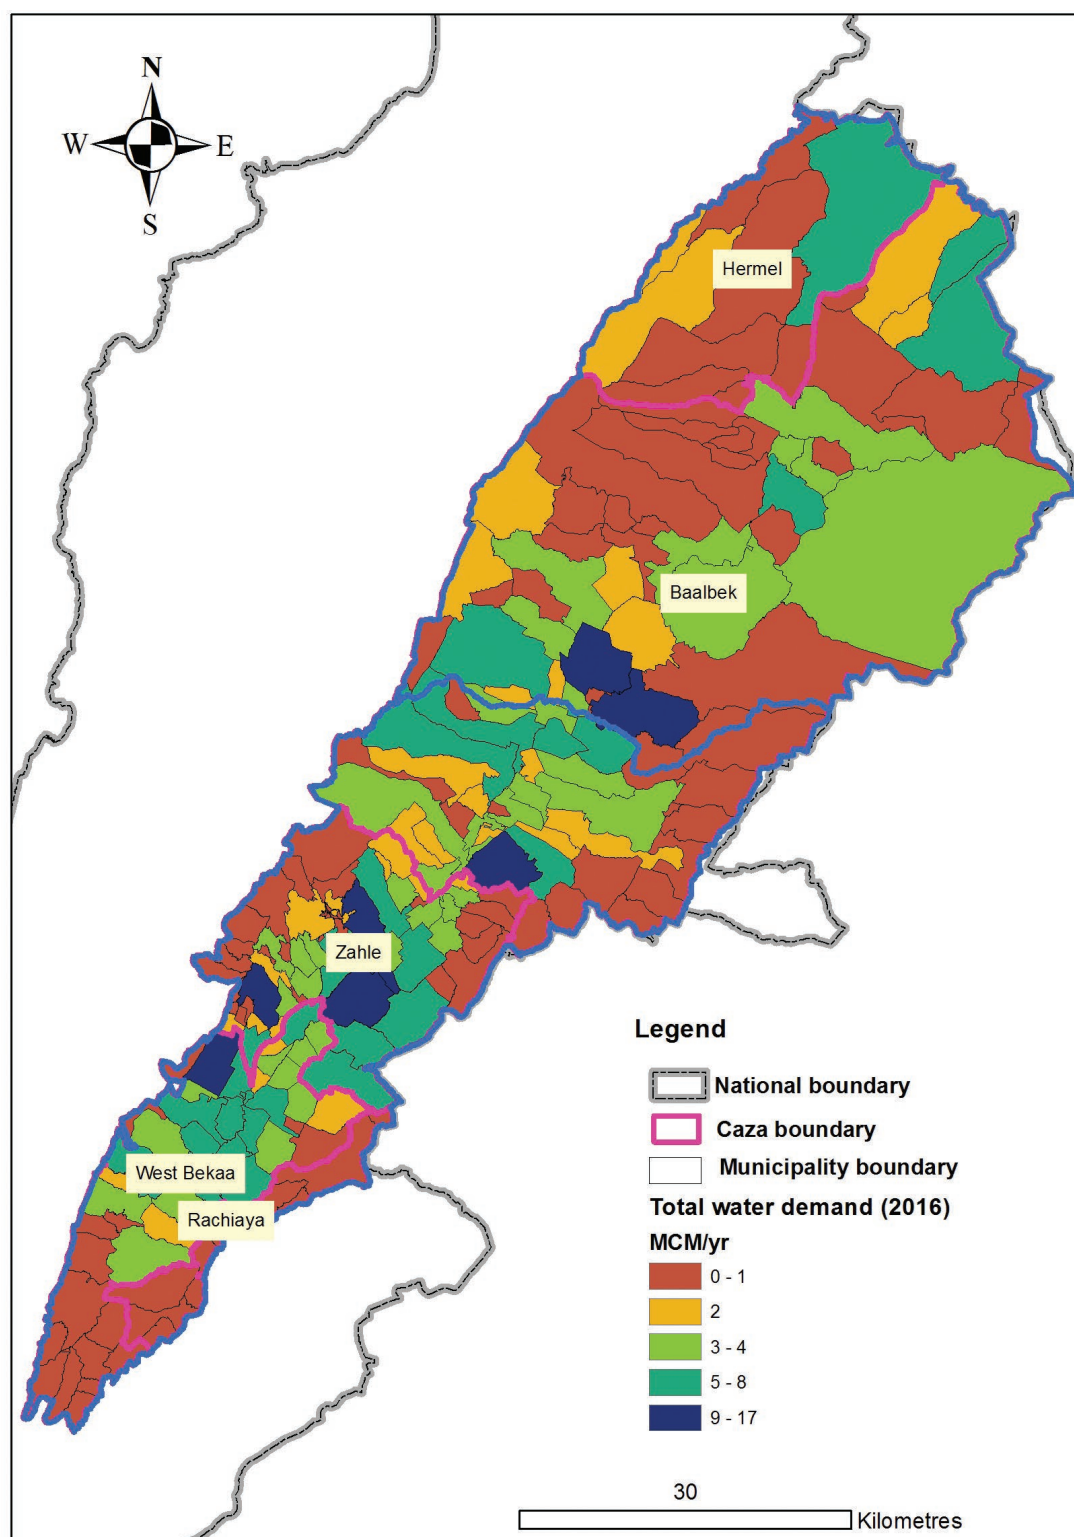 N
W E
S
Hermel
Baalbek
Zahle
West Bekaa
Rachiaya
Legend
National boundary
Caza boundary
Municipality boundary
Total water demand (2016)
MCM/yr
0 - 1
2
3 - 4
5 - 8
9 - 17
30
Kilometres